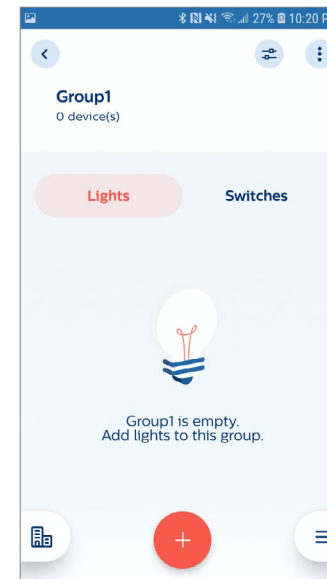 27% 10:20 P
Group1
0 device(s)
Lights
Switches
Group1 is empty.
Add lights to this group.